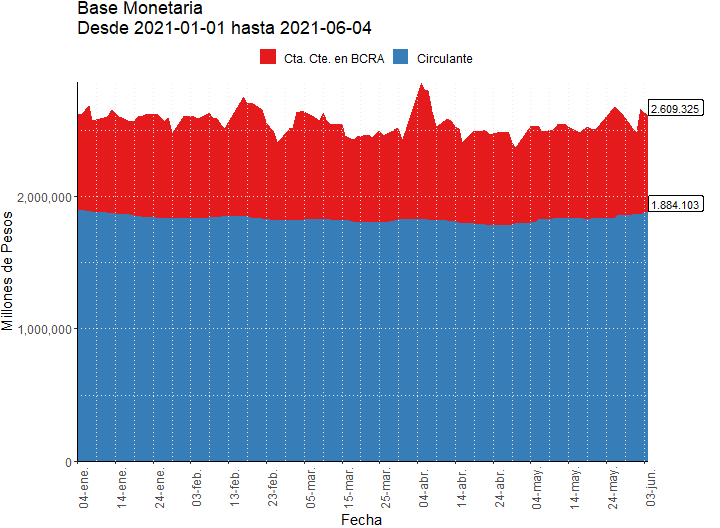 Base Monetaria
Desde 2021-01-01 hasta 2021-06-04
Cta. Cte. en BCRA
Circulante
2.609.325
1.884.103
2,000,000
1,000,000
0
Millones de Pesos
04-ene.
14-ene.
24-ene.
03-feb.
13-feb.
23-feb.
05-mar.
15-mar.
25-mar.
04-abr.
14-abr.
24-abr.
04-may.
14-may.
24-may.
03-jun.
Fecha